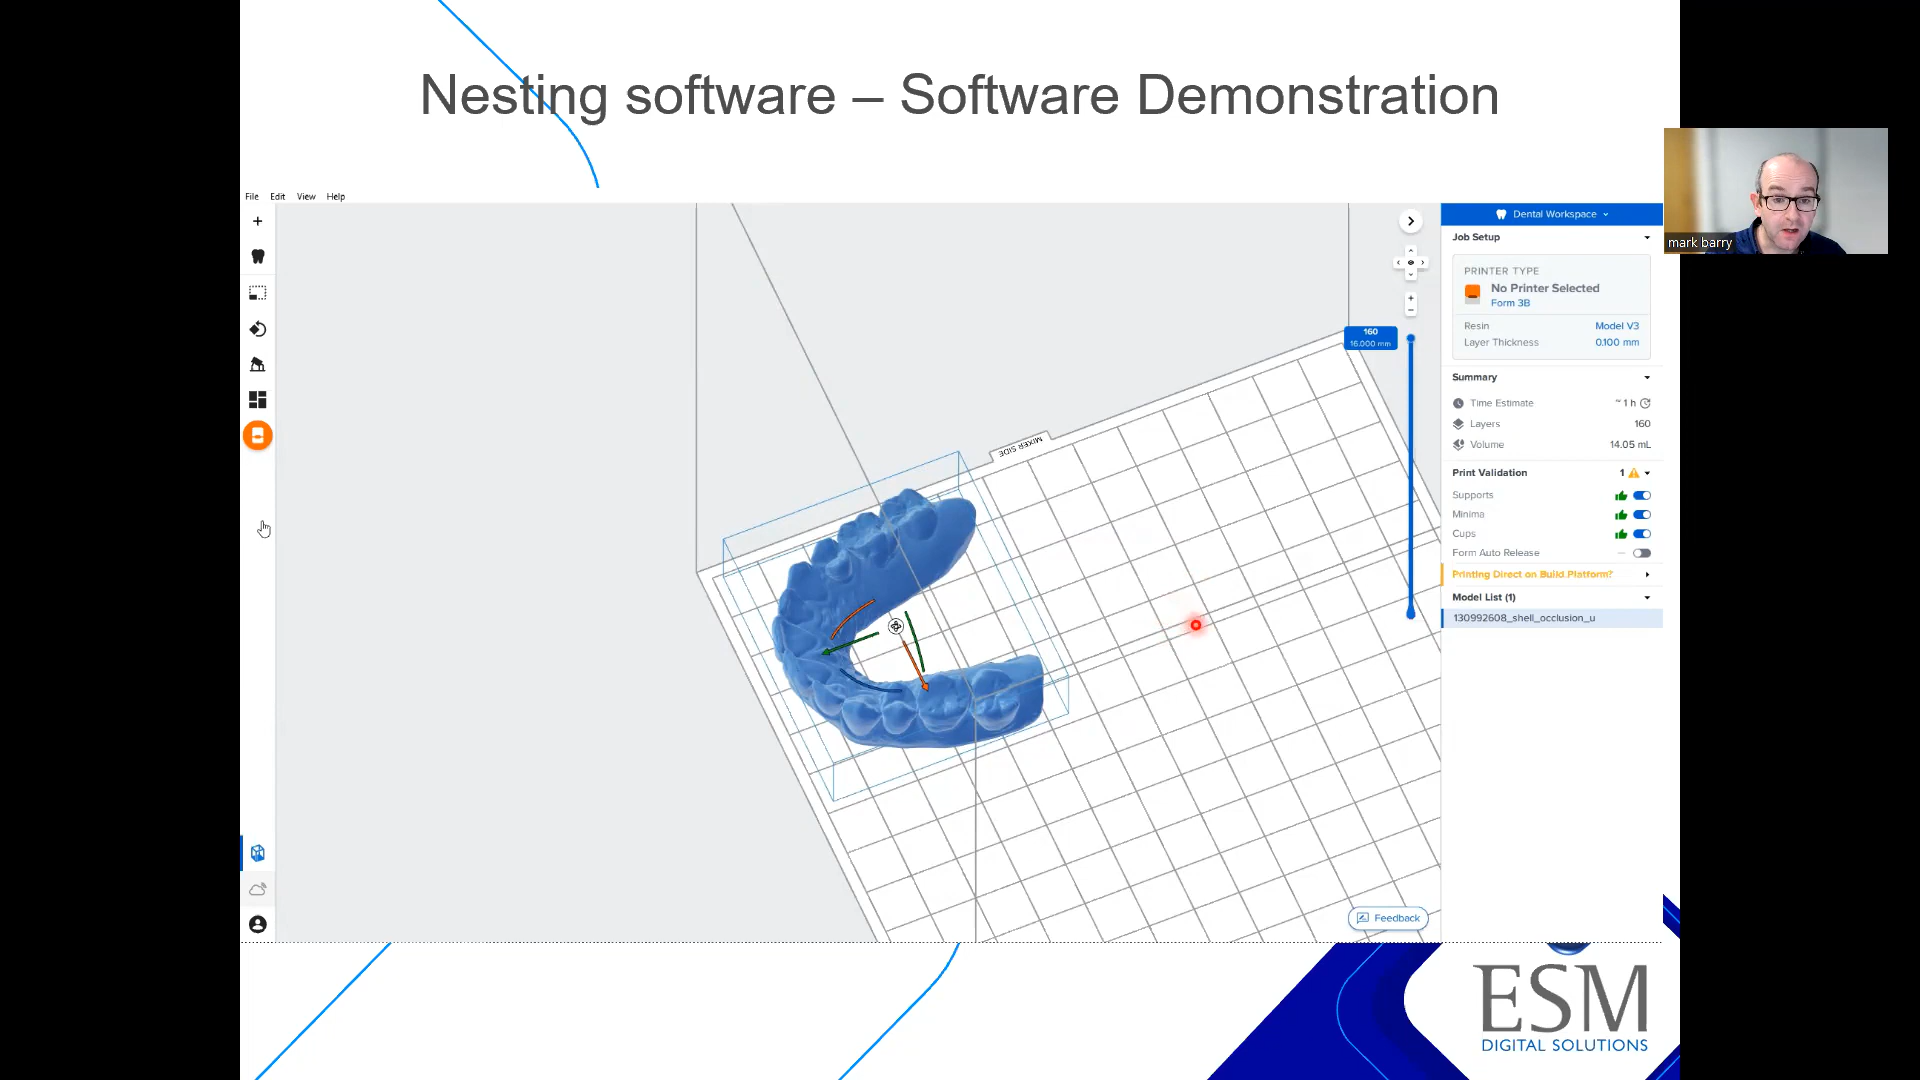 Nesting software – Software Demonstration
File Edit View Help
Dental Workspace
Job Setup
PRINTER TYPE
No Printer Selected
Form 3B
Resin Model V3
Layer Thickness 0.100 mm
Summary
Time Estimate ~ 1 h
Layers 160
Volume 14.05 mL
Print Validation 1
Supports
Minima
Cups
Form Auto Release
Printing Direct on Build Platform?
Model List (1)
130992608_shell_occlusion_u
160
16.000 mm
MIXER SIDE
Feedback
mark barry
ESM
DIGITAL SOLUTIONS